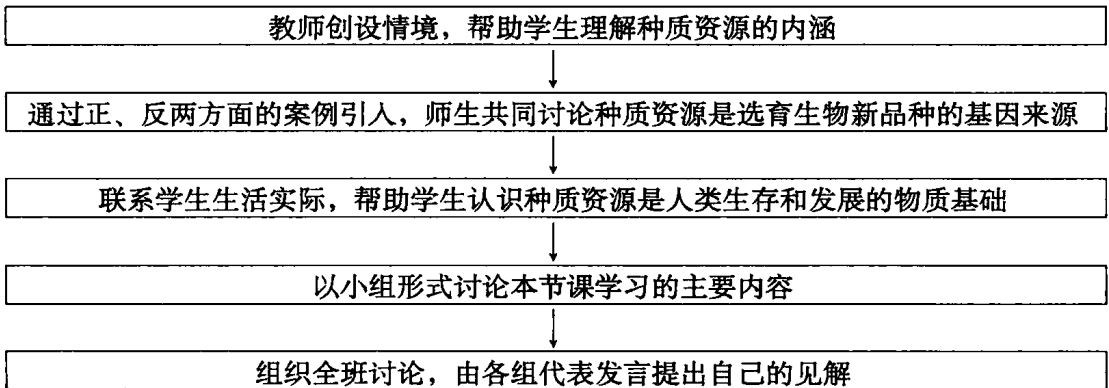 教师创设情境，帮助学生理解种质资源的内涵
通过正、反两方面的案例引人，师生共同讨论种质资源是选育生物新品种的基因来源
联系学生生活实际，帮助学生认识种质资源是人类生存和发展的物质基础
以小组形式讨论本节课学习的主要内容
组织全班讨论，由各组代表发言提出自己的见解